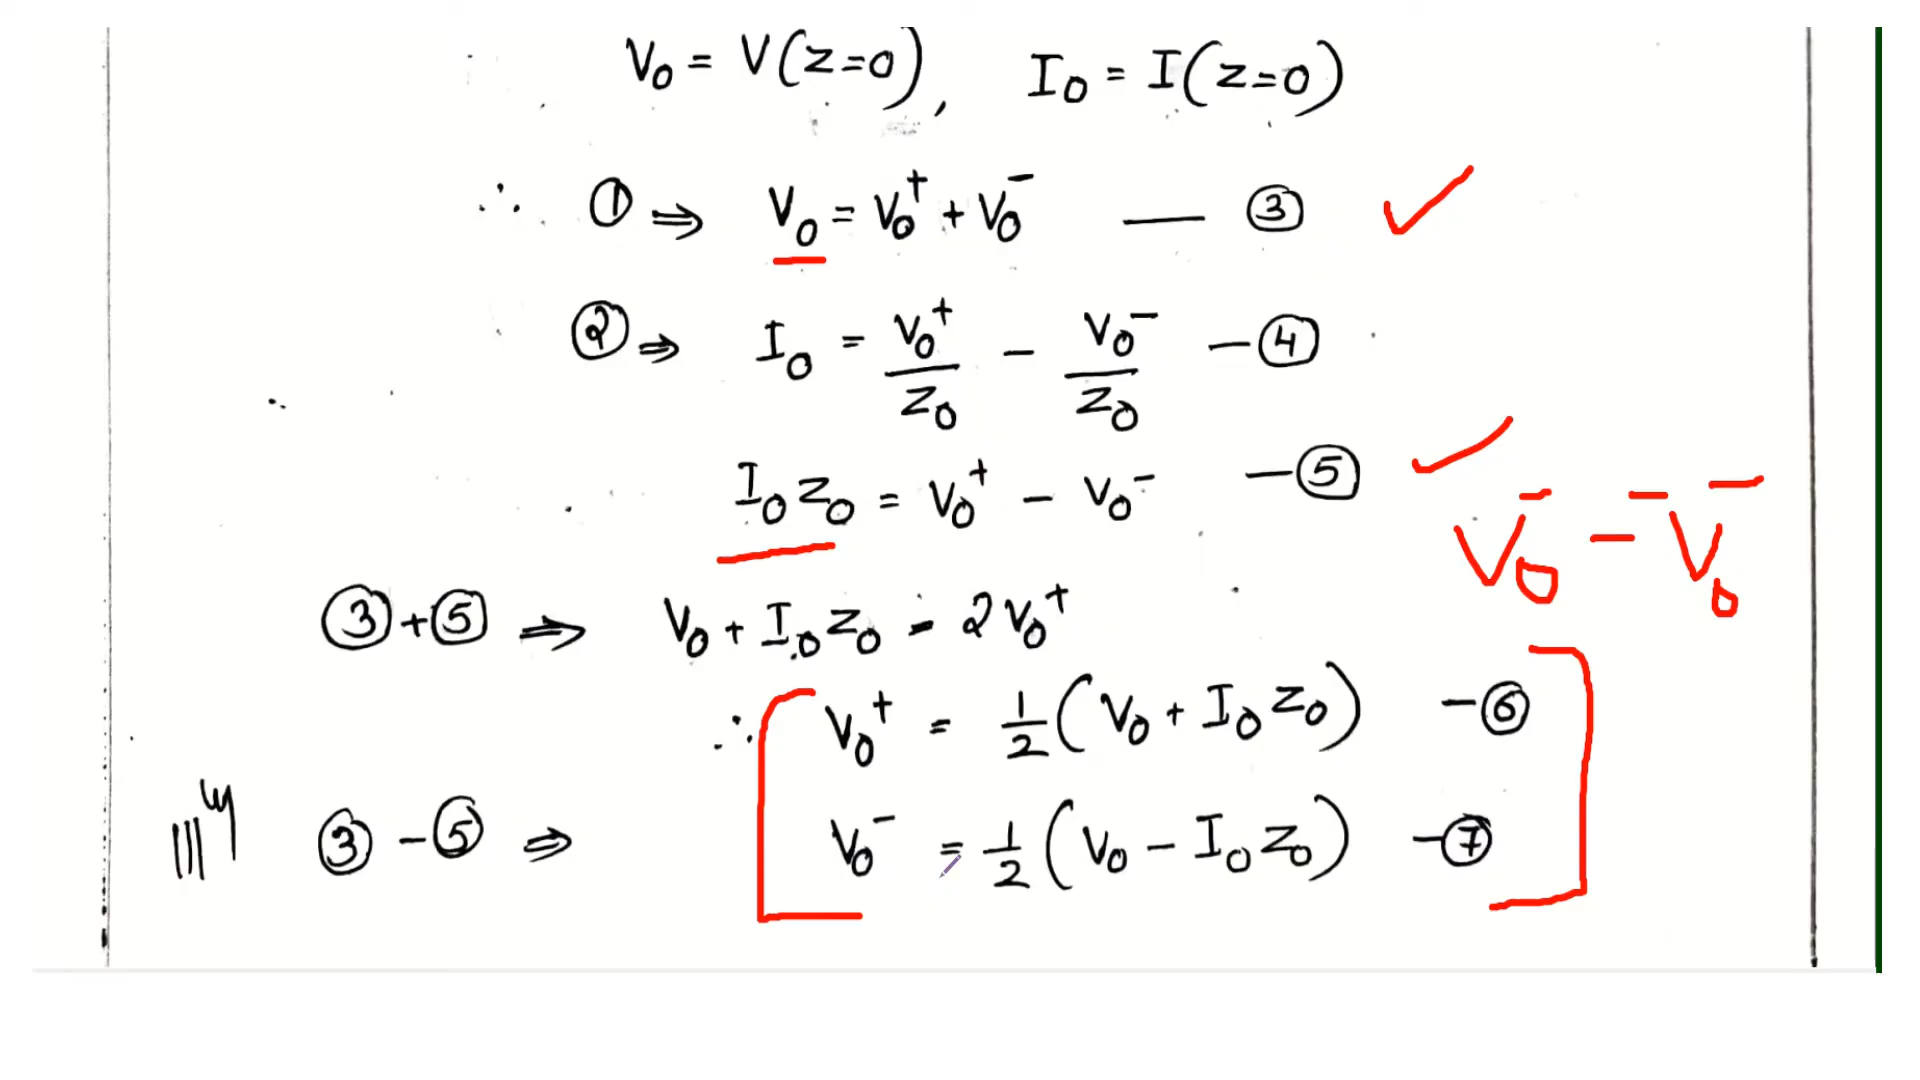 V₀ = V(z=0), I₀ = I(z=0)
∴ ① ⇒ V₀ = V₀⁺ + V₀⁻ — ③ ✓
② ⇒ I₀ = V₀⁺/Z₀ − V₀⁻/Z₀ — ④
I₀Z₀ = V₀⁺ − V₀⁻ — ⑤ ✓
V₀⁻ − ⁻V₀⁻
③ + ⑤ ⇒ V₀ + I₀Z₀ = 2V₀⁺
∴ V₀⁺ = 1/2 (V₀ + I₀Z₀) — ⑥
lllly ③ − ⑤ ⇒ V₀⁻ = 1/2 (V₀ − I₀Z₀) — ⑦